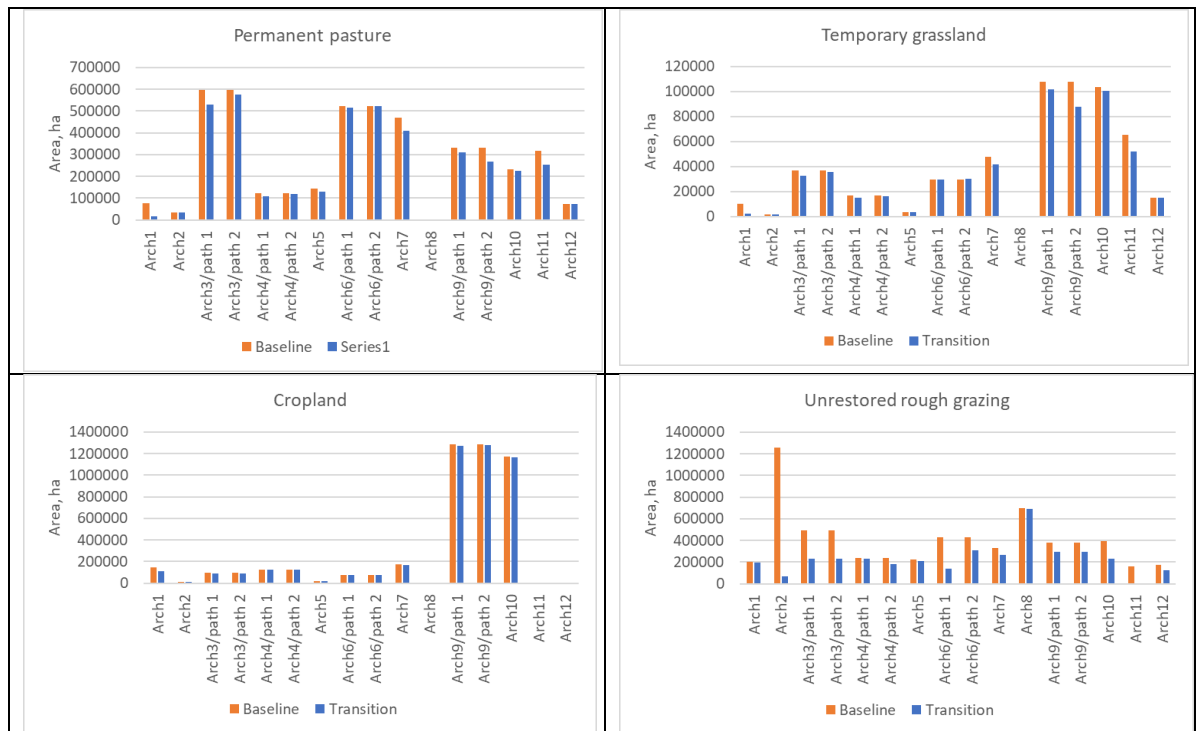 Permanent pasture
Area, ha
700000
600000
500000
400000
300000
200000
100000
0
Arch1
Arch2
Arch3/path 1
Arch3/path 2
Arch4/path 1
Arch4/path 2
Arch5
Arch6/path 1
Arch6/path 2
Arch7
Arch8
Arch9/path 1
Arch9/path 2
Arch10
Arch11
Arch12
Baseline Series1
Temporary grassland
Area, ha
120000
100000
80000
60000
40000
20000
0
Arch1
Arch2
Arch3/path 1
Arch3/path 2
Arch4/path 1
Arch4/path 2
Arch5
Arch6/path 1
Arch6/path 2
Arch7
Arch8
Arch9/path 1
Arch9/path 2
Arch10
Arch11
Arch12
Baseline Transition
Cropland
Area, ha
1400000
1200000
1000000
800000
600000
400000
200000
0
Arch1
Arch2
Arch3/path 1
Arch3/path 2
Arch4/path 1
Arch4/path 2
Arch5
Arch6/path 1
Arch6/path 2
Arch7
Arch8
Arch9/path 1
Arch9/path 2
Arch10
Arch11
Arch12
Baseline Transition
Unrestored rough grazing
Area, ha
1400000
1200000
1000000
800000
600000
400000
200000
0
Arch1
Arch2
Arch3/path 1
Arch3/path 2
Arch4/path 1
Arch4/path 2
Arch5
Arch6/path 1
Arch6/path 2
Arch7
Arch8
Arch9/path 1
Arch9/path 2
Arch10
Arch11
Arch12
Baseline Transition